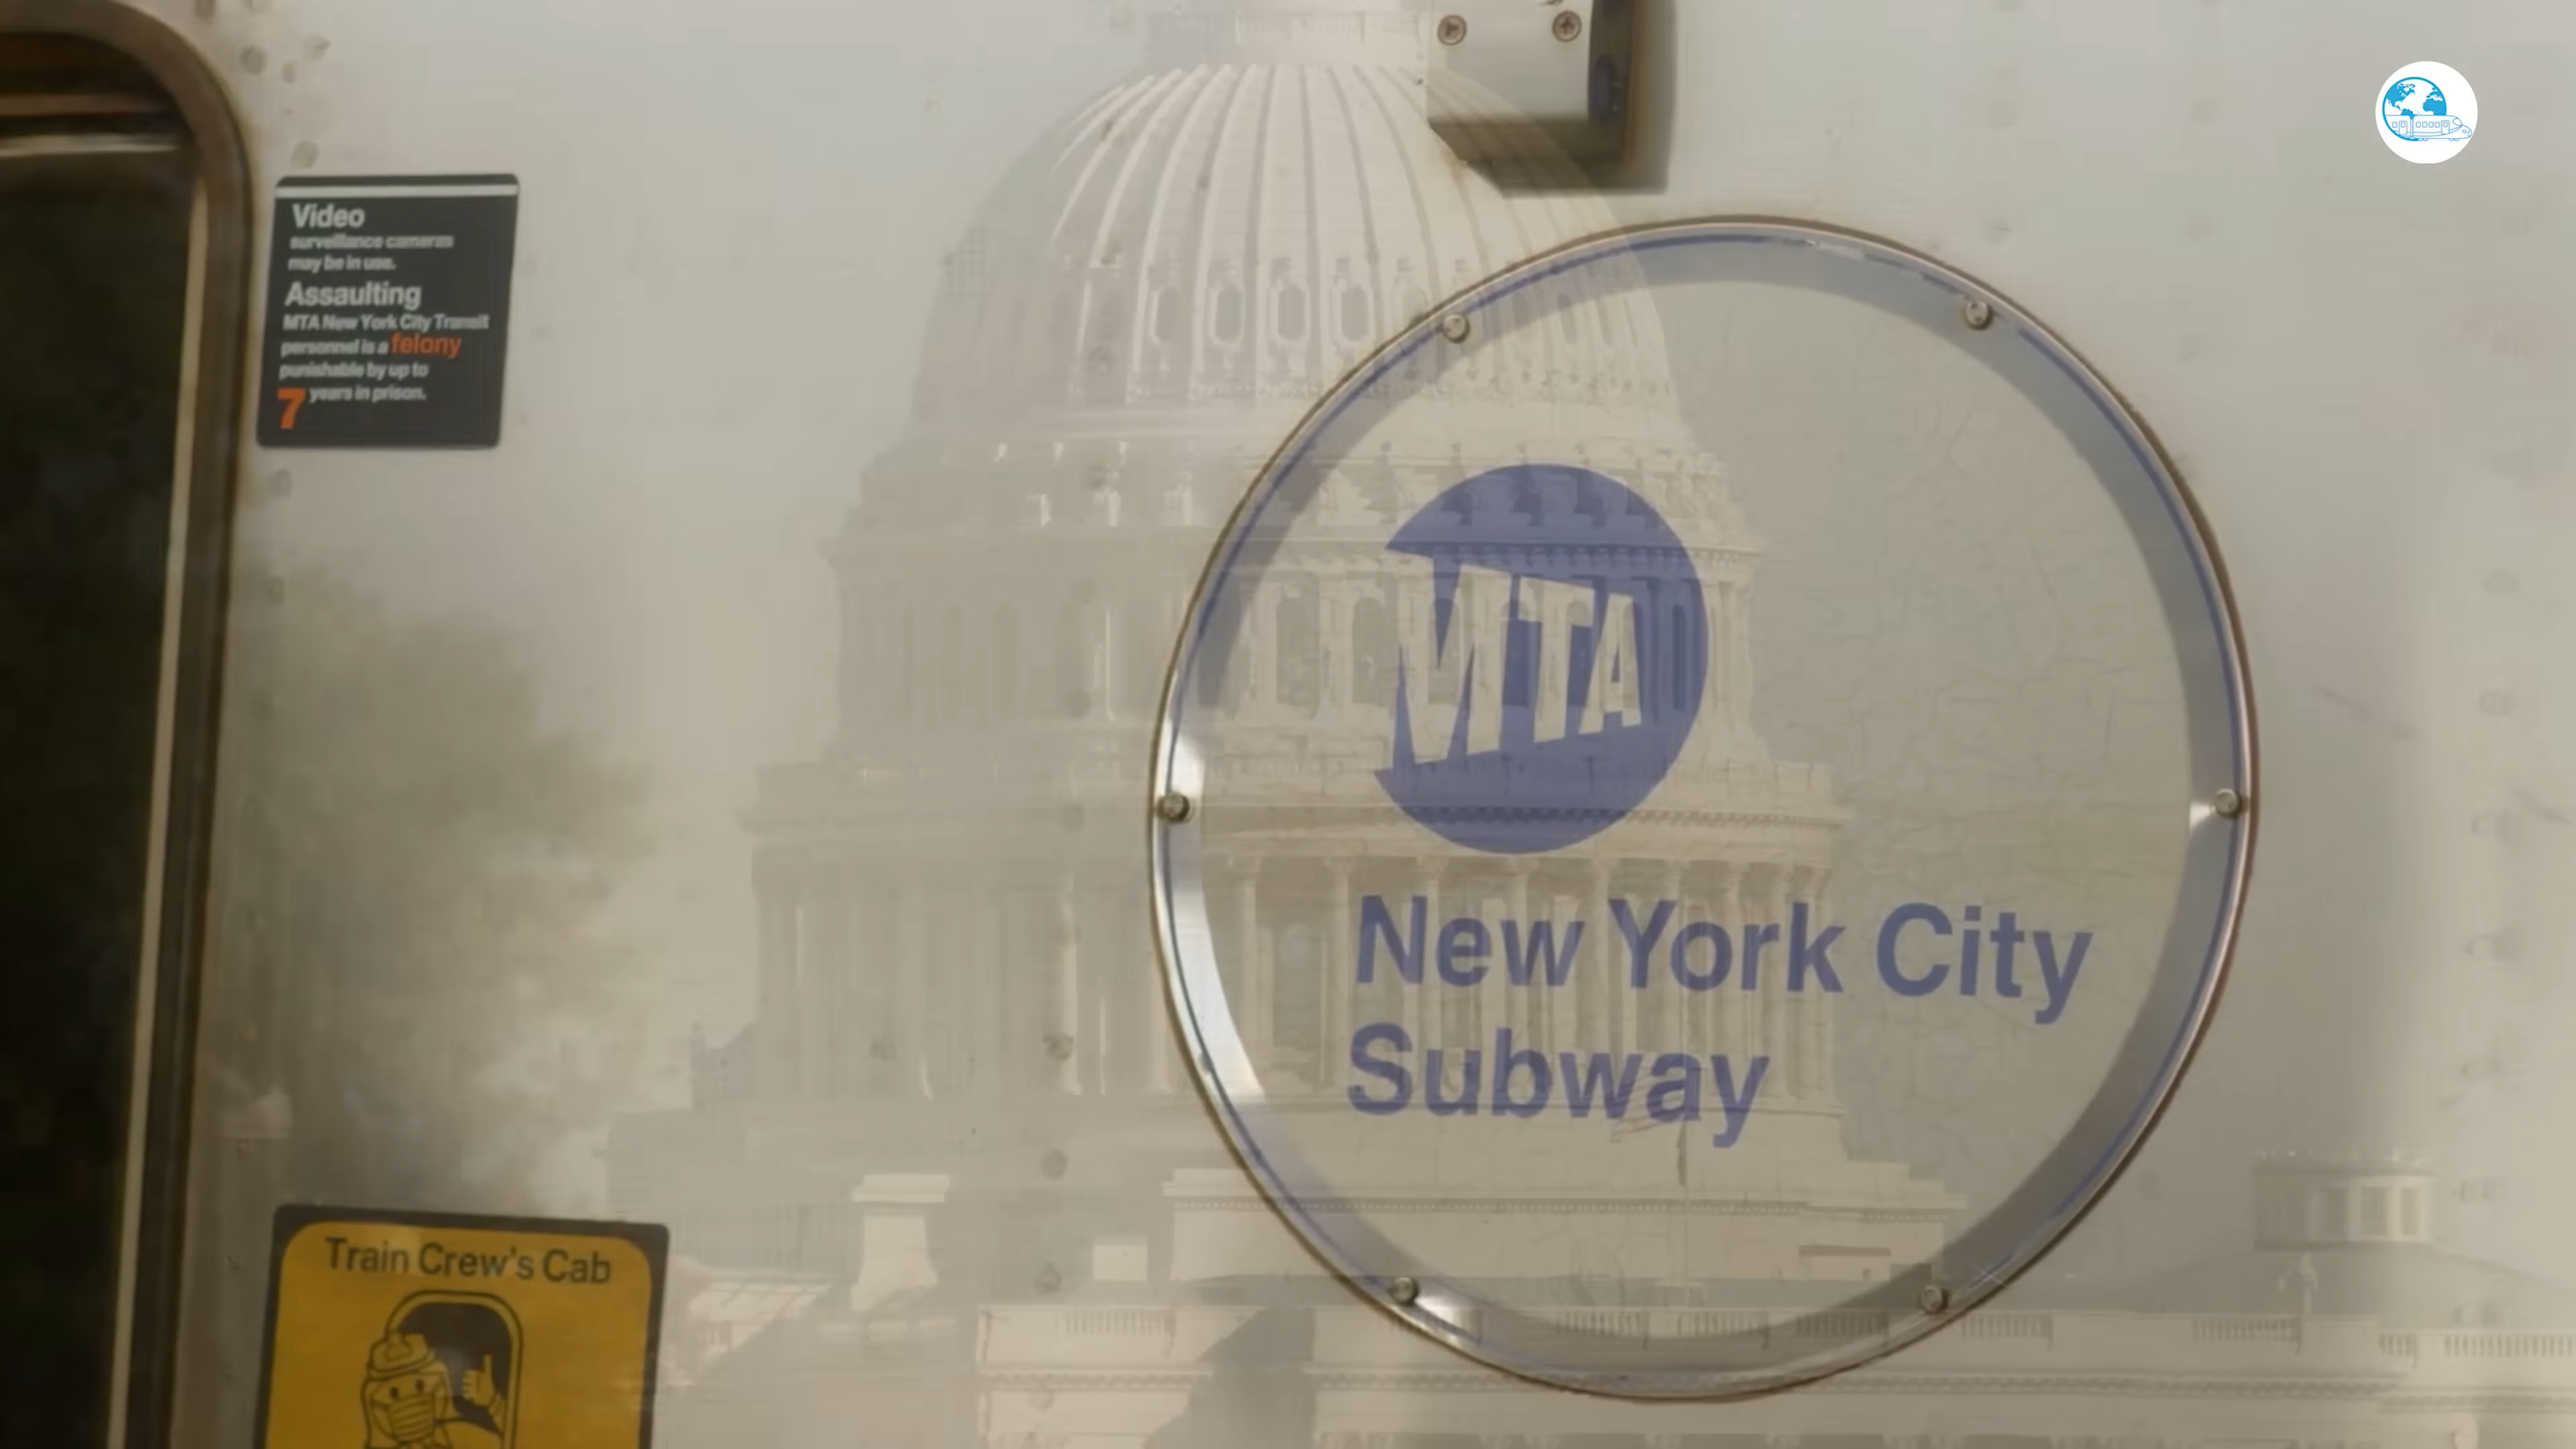 Video
surveillance cameras
may be in use.
Assaulting
MTA New York City Transit
personnel is a felony
punishable by up to
7 years in prison.
MTA
New York City
Subway
Train Crew's Cab